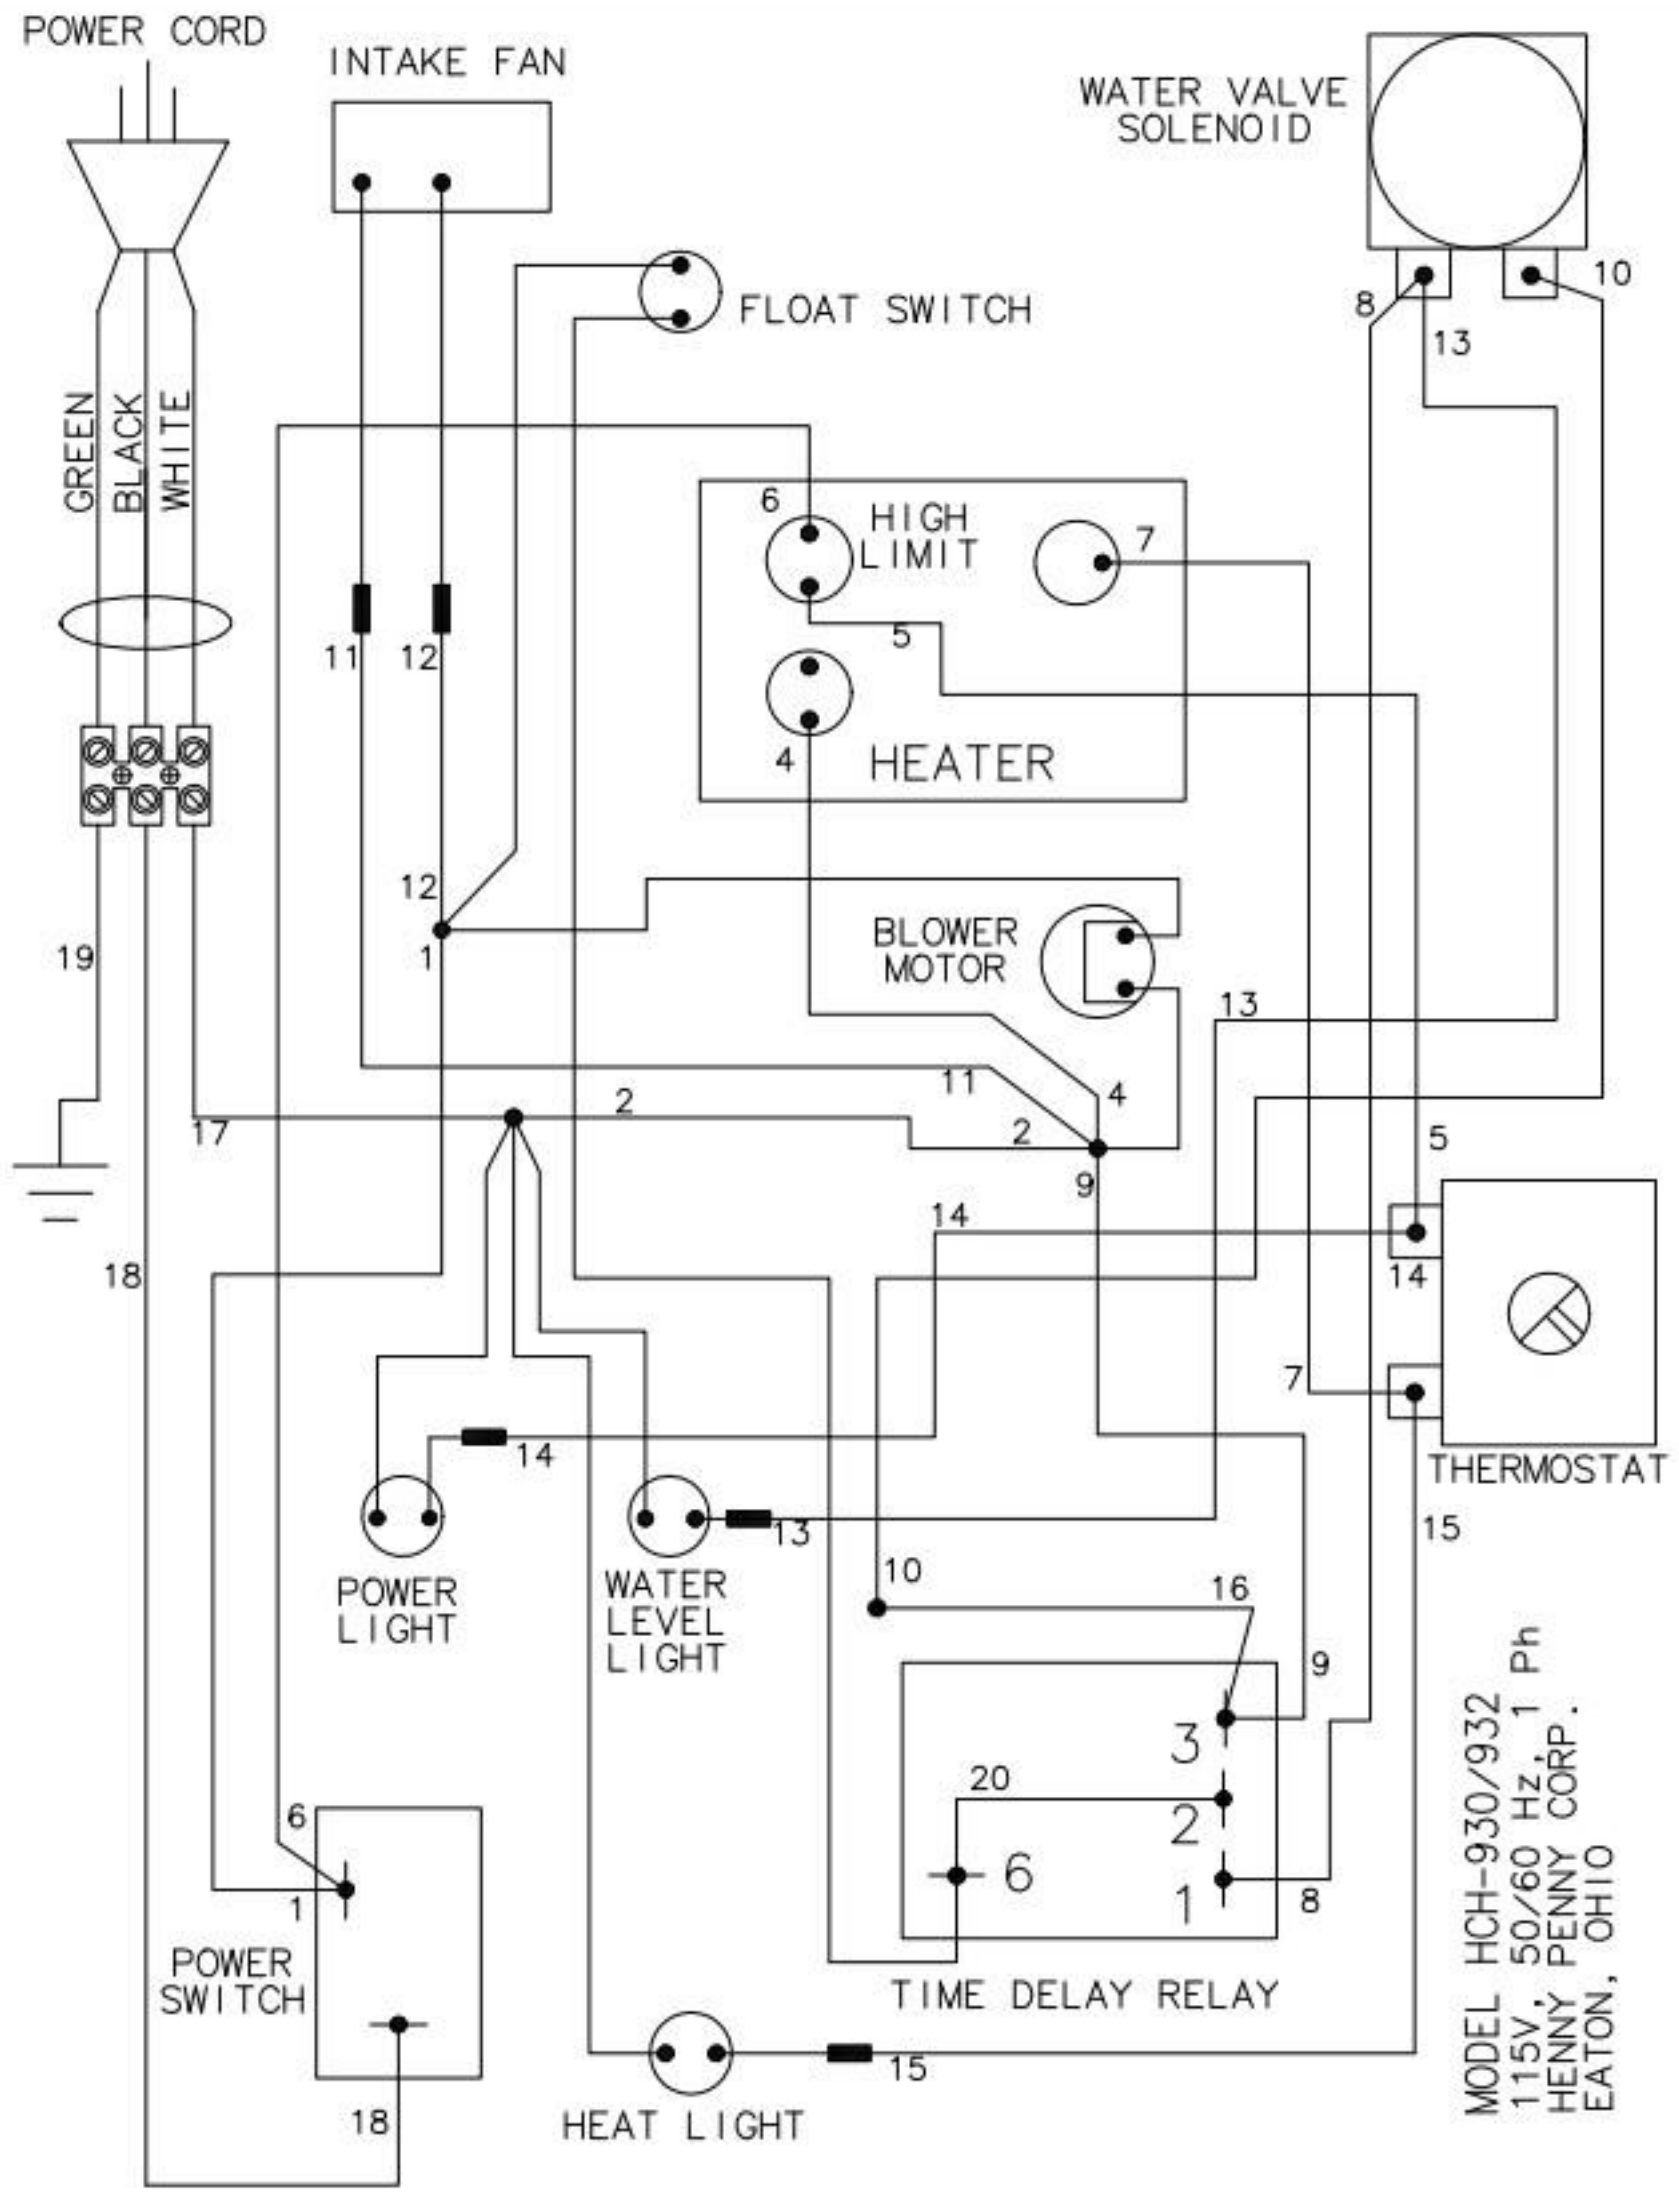 POWER CORD
INTAKE FAN
WATER VALVE
SOLENOID
10
8
FLOAT SWITCH
13
GREEN
BLACK
WHITE
6
HIGH
LIMIT
7
5
11
12
4
HEATER
12
1
BLOWER
MOTOR
19
13
11
4
2
17
2
5
9
14
18
14
7
14
THERMOSTAT
13
15
10
16
POWER
LIGHT
WATER
LEVEL
LIGHT
9
3
20
2
6
6
1
8
1
POWER
SWITCH
TIME DELAY RELAY
15
18
HEAT LIGHT
MODEL HCH-930/932
115V, 50/60 Hz, 1 Ph
HENNY PENNY CORP.
EATON, OHIO